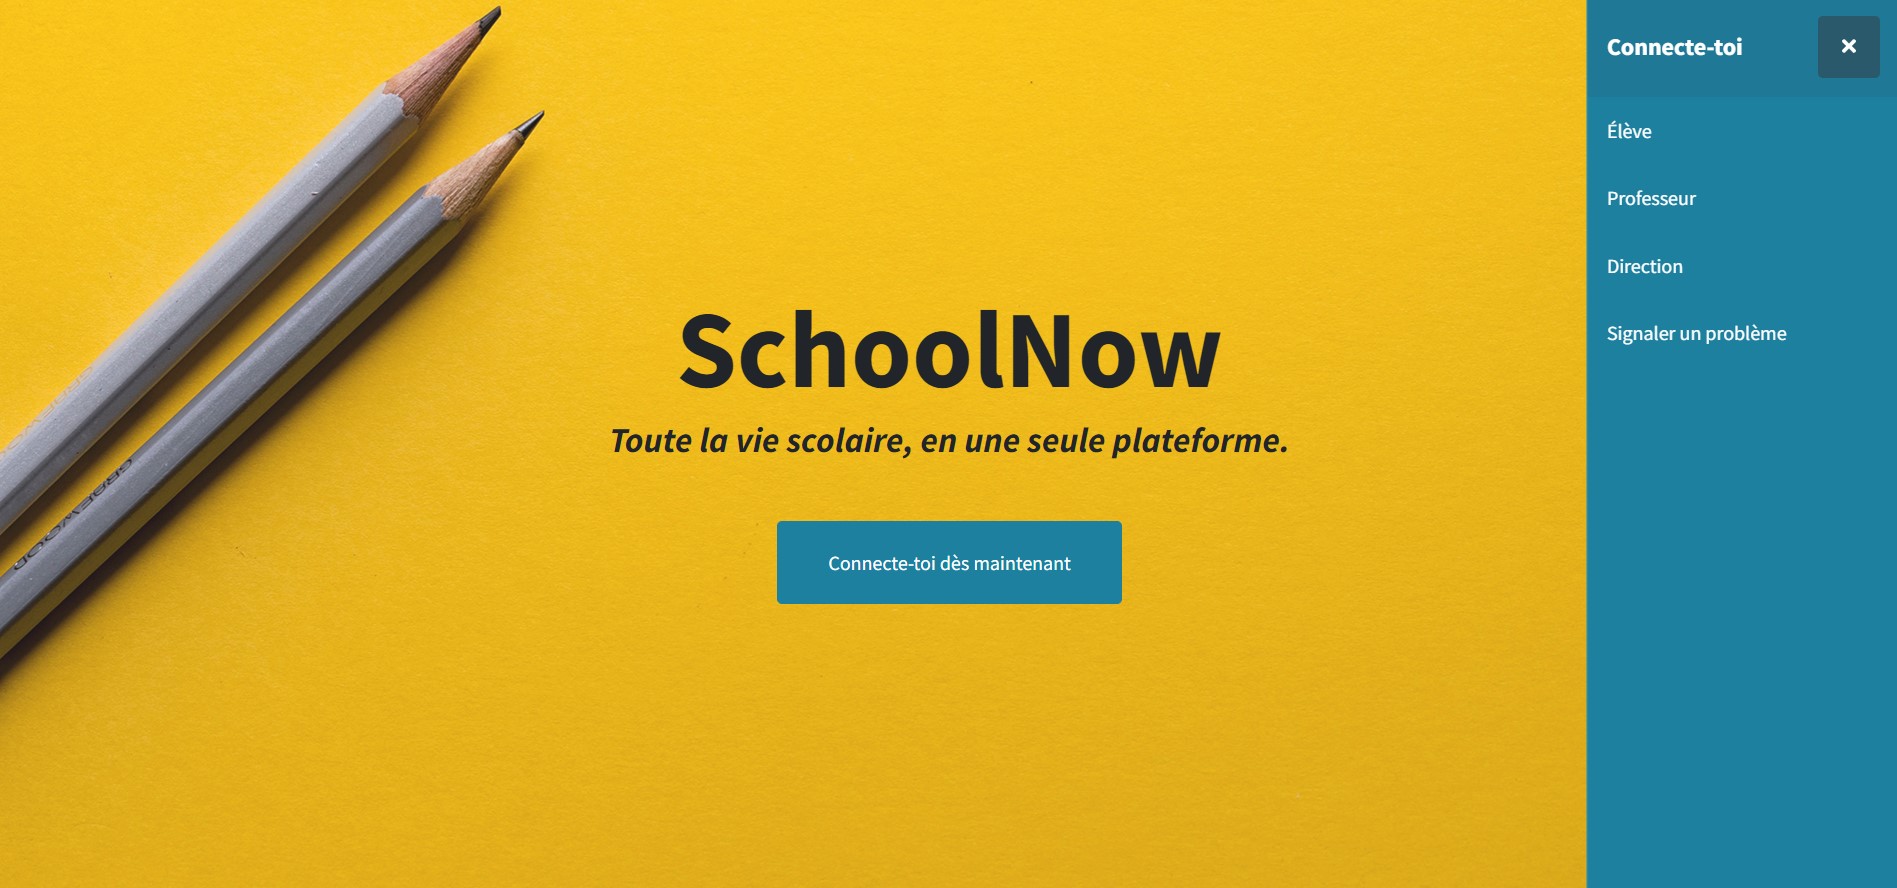 Connecte-toi
Élève
Professeur
Direction
Signaler un problème
SchoolNow
Toute la vie scolaire, en une seule plateforme.
Connecte-toi dès maintenant